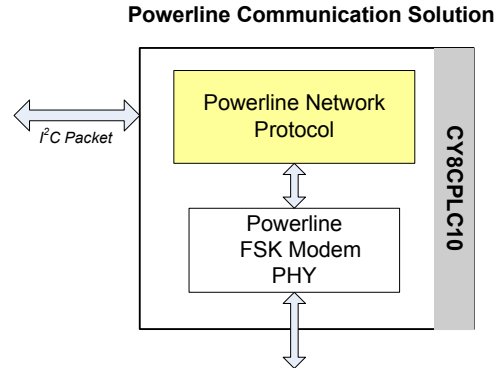 Powerline Communication Solution
I²C Packet
Powerline Network
Protocol
Powerline
FSK Modem
PHY
CY8CPLC10